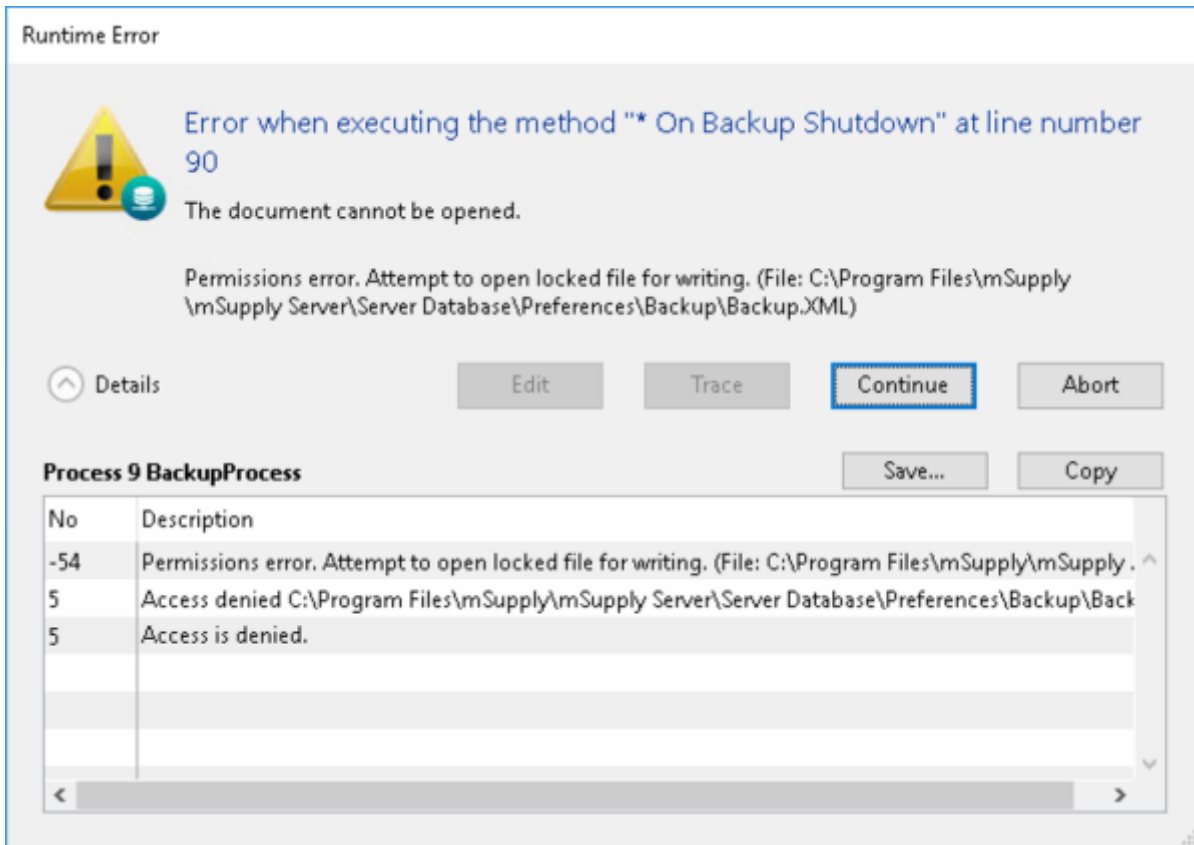 Runtime Error
Error when executing the method "* On Backup Shutdown" at line number
90
The document cannot be opened.
Permissions error. Attempt to open locked file for writing. (File: C:\Program Files\mSupply
\mSupply Server\Server Database\Preferences\Backup\Backup.XML)
Details
Edit
Trace
Continue
Abort
Process 9 BackupProcess
Save...
Copy
No Description
-54 Permissions error. Attempt to open locked file for writing. (File: C:\Program Files\mSupply\mSupply .
5 Access denied C:\Program Files\mSupply\mSupply Server\Server Database\Preferences\Backup\Back
5 Access is denied.